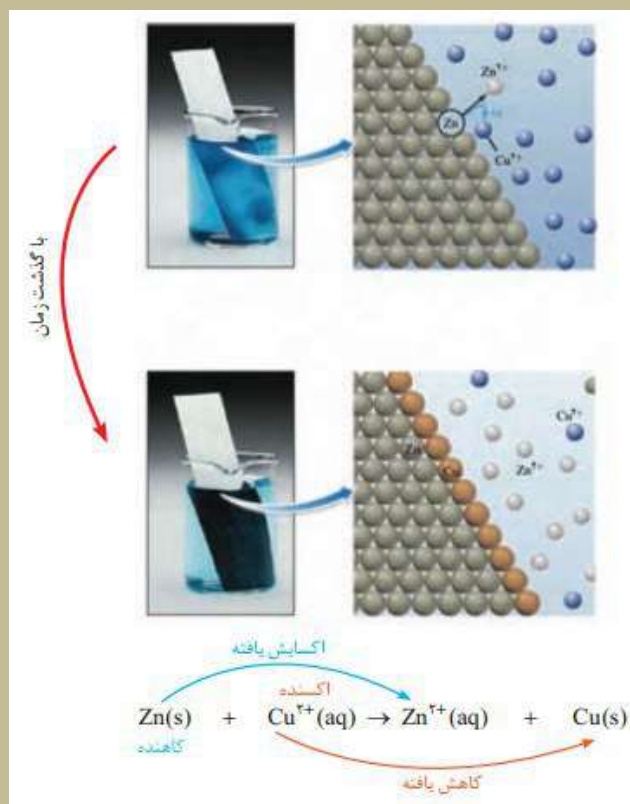 Zn²⁺
Zn
Cu²⁺
با گذشت زمان
Cu²⁺
Zn
Cu
Zn²⁺
اکسایش یافته
اکسنده
Zn(s) + Cu²⁺(aq) → Zn²⁺(aq) + Cu(s)
کاهنده
کاهش یافته